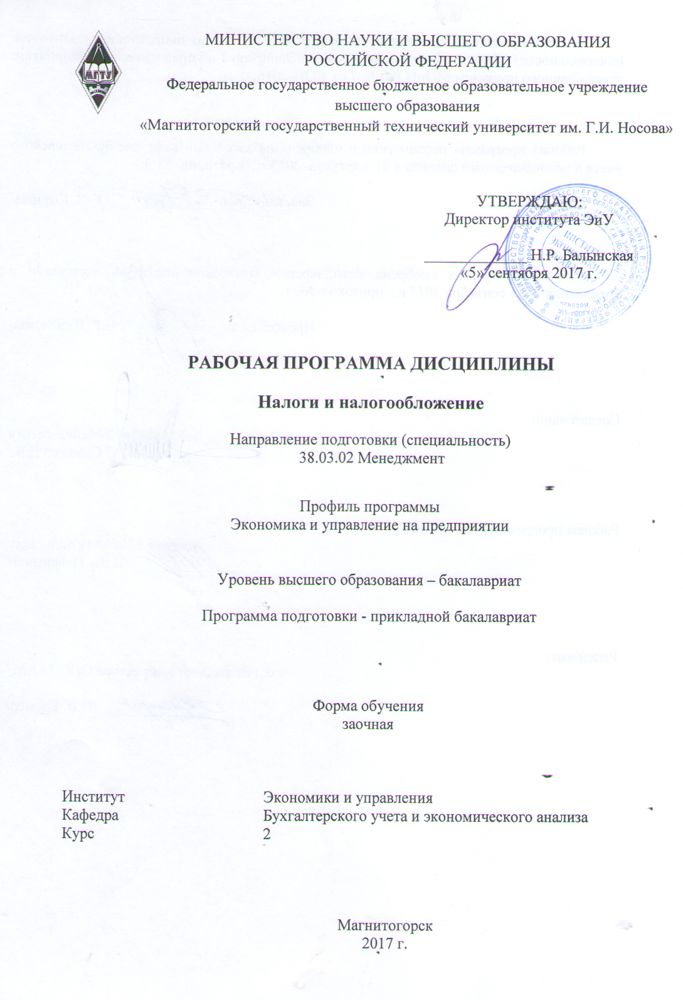 МИНИСТЕРСТВО НАУКИ И ВЫСШЕГО ОБРАЗОВАНИЯ
РОССИЙСКОЙ ФЕДЕРАЦИИ
Федеральное государственное бюджетное образовательное учреждение
высшего образования
«Магнитогорский государственный технический университет им. Г.И. Носова»
МГТУ
УТВЕРЖДАЮ:
Директор института ЭиУ
Н.Р. Балынская
«5» сентября 2017 г.
РАБОЧАЯ ПРОГРАММА ДИСЦИПЛИНЫ
Налоги и налогообложение
Направление подготовки (специальность)
38.03.02 Менеджмент
Профиль программы
Экономика и управление на предприятии
Уровень высшего образования – бакалавриат
Программа подготовки - прикладной бакалавриат
Форма обучения
заочная
Институт Экономики и управления
Кафедра Бухгалтерского учета и экономического анализа
Курс 2
Магнитогорск
2017 г.